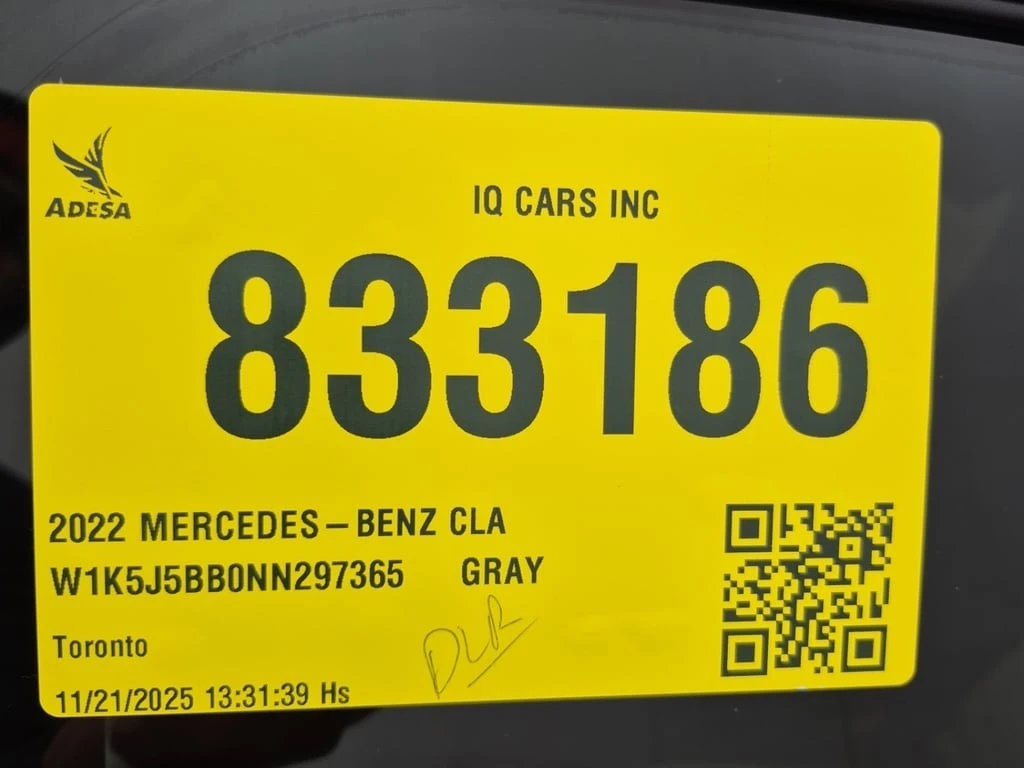 ADESA
IQ CARS INC
833186
2022 MERCEDES-BENZ CLA
W1K5J5BB0NN297365 GRAY
DLR
Toronto
11/21/2025 13:31:39 Hs